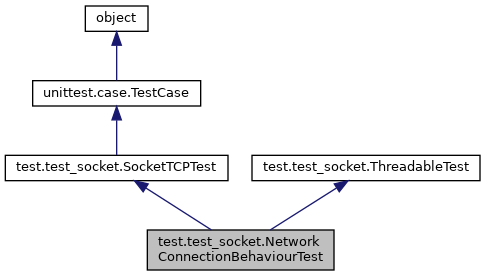 object
unittest.case.TestCase
test.test_socket.SocketTCPTest
test.test_socket.ThreadableTest
test.test_socket.Network
ConnectionBehaviourTest